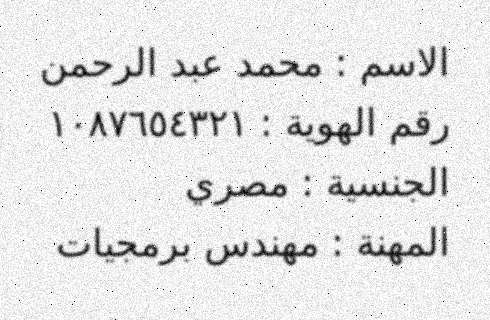 الاسم : محمد عبد الرحمن
رقم الهوية : ١٠٨٧٦٥٤٣٢١
الجنسية : مصري
المهنة : مهندس برمجيات